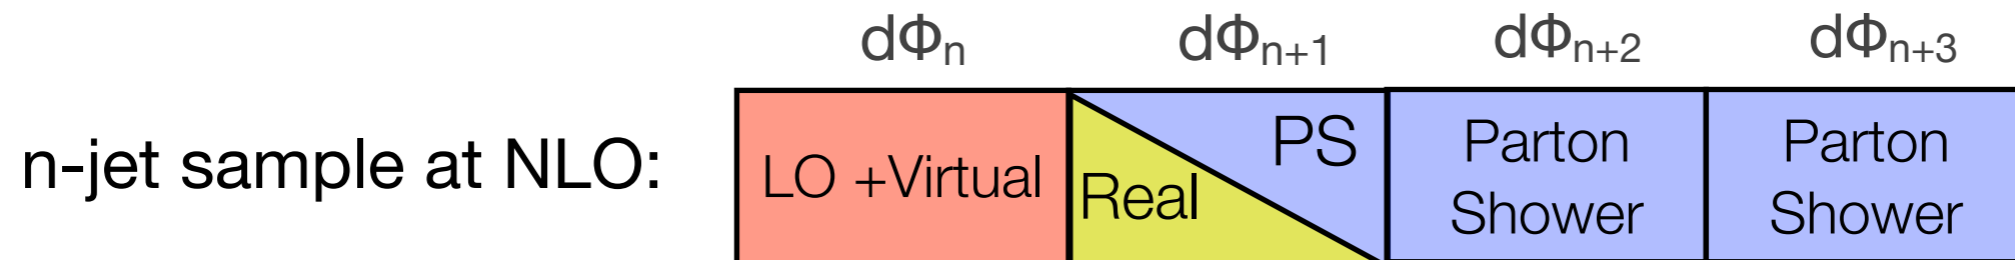 dΦn dΦn+1 dΦn+2 dΦn+3
n-jet sample at NLO:
LO +Virtual
Real
PS
Parton
Shower
Parton
Shower